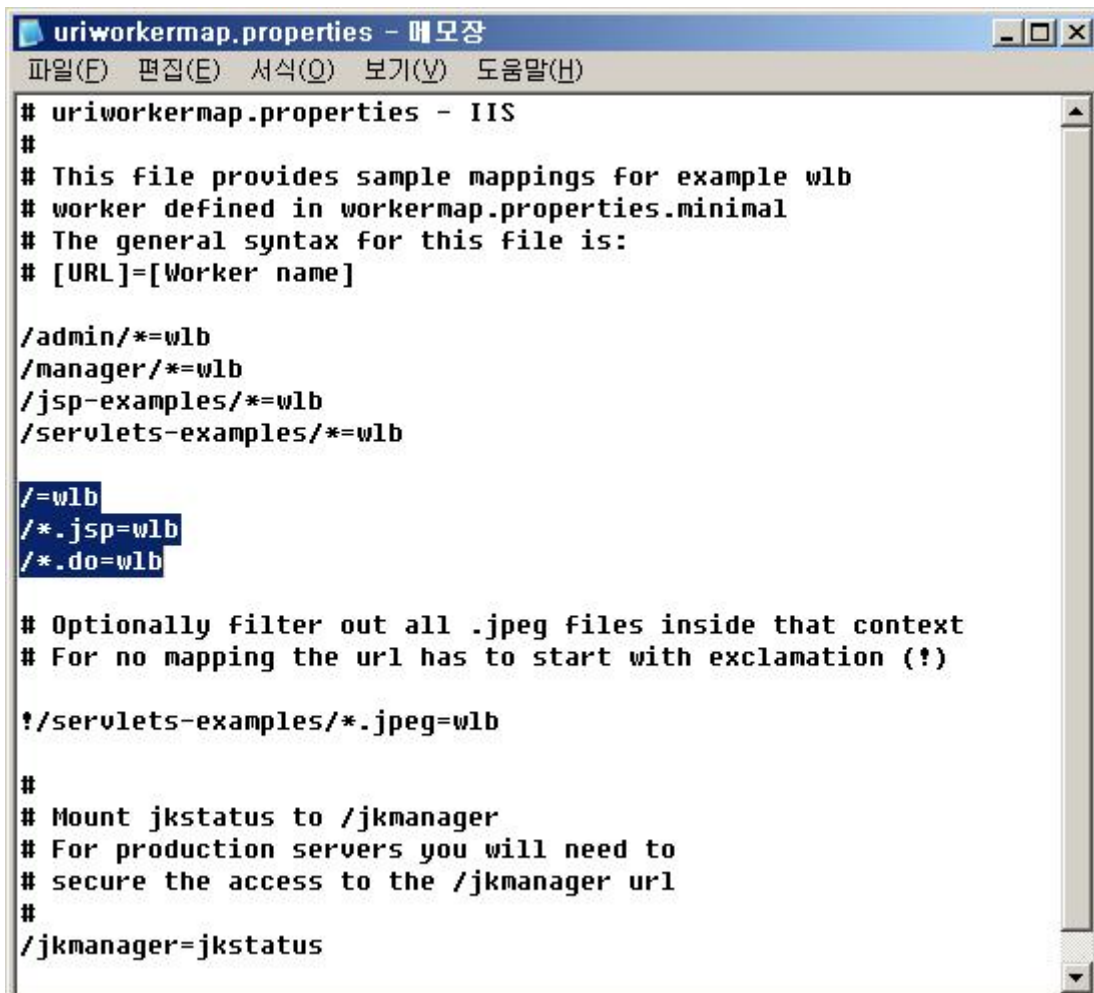 uriworkermap.properties - 메모장
파일(F) 편집(E) 서식(O) 보기(V) 도움말(H)
# uriworkermap.properties - IIS
#
# This file provides sample mappings for example wlb
# worker defined in workermap.properties.minimal
# The general syntax for this file is:
# [URL]=[Worker name]
/admin/*=wlb
/manager/*=wlb
/jsp-examples/*=wlb
/servlets-examples/*=wlb
/=wlb
/*.jsp=wlb
/*.do=wlb
# Optionally filter out all .jpeg files inside that context
# For no mapping the url has to start with exclamation (!)
!/servlets-examples/*.jpeg=wlb
#
# Mount jkstatus to /jkmanager
# For production servers you will need to
# secure the access to the /jkmanager url
#
/jkmanager=jkstatus